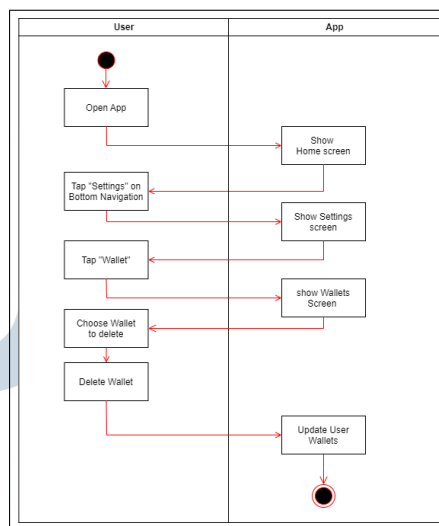 User
App
Open App
Show
Home screen
Tap "Settings" on
Bottom Navigation
Show Settings
screen
Tap "Wallet"
show Wallets
Screen
Choose Wallet
to delete
Delete Wallet
Update User
Wallets